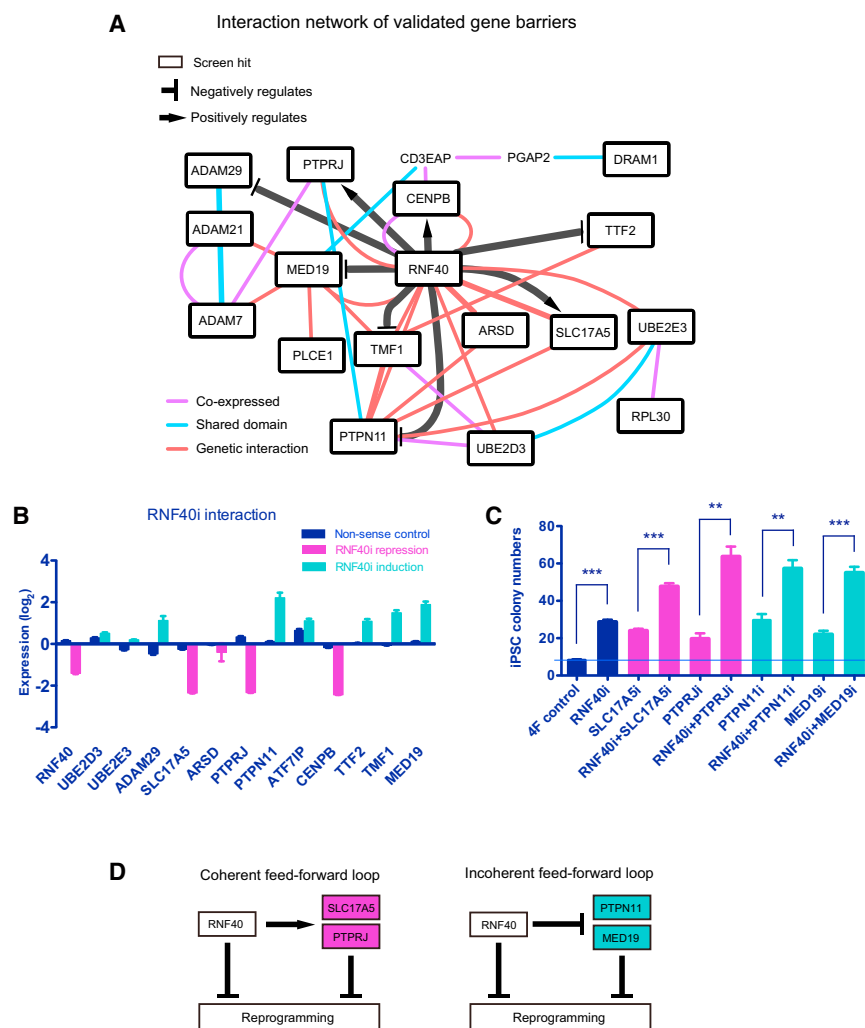 A
Interaction network of validated gene barriers
Screen hit
Negatively regulates
Positively regulates
ADAM29
PTPRJ
CD3EAP
PGAP2
DRAM1
CENPB
ADAM21
TTF2
MED19
RNF40
ADAM7
ARSD
SLC17A5
UBE2E3
PLCE1
TMF1
Co-expressed
Shared domain
Genetic interaction
PTPN11
UBE2D3
RPL30
B
RNF40i interaction
Non-sense control
RNF40i repression
RNF40i induction
Expression (log2)
4
2
0
-2
-4
RNF40
UBE2D3
UBE2E3
ADAM29
SLC17A5
ARSD
PTPRJ
PTPN11
ATF7IP
CENPB
TTF2
TMF1
MED19
C
iPSC colony numbers
80
60
40
20
0
***
***
**
**
***
4F control
RNF40i
SLC17A5i
RNF40i+SLC17A5i
PTPRJi
RNF40i+PTPRJi
PTPN11i
RNF40i+PTPN11i
MED19i
RNF40i+MED19i
D
Coherent feed-forward loop
RNF40
SLC17A5
PTPRJ
Reprogramming
Incoherent feed-forward loop
RNF40
PTPN11
MED19
Reprogramming